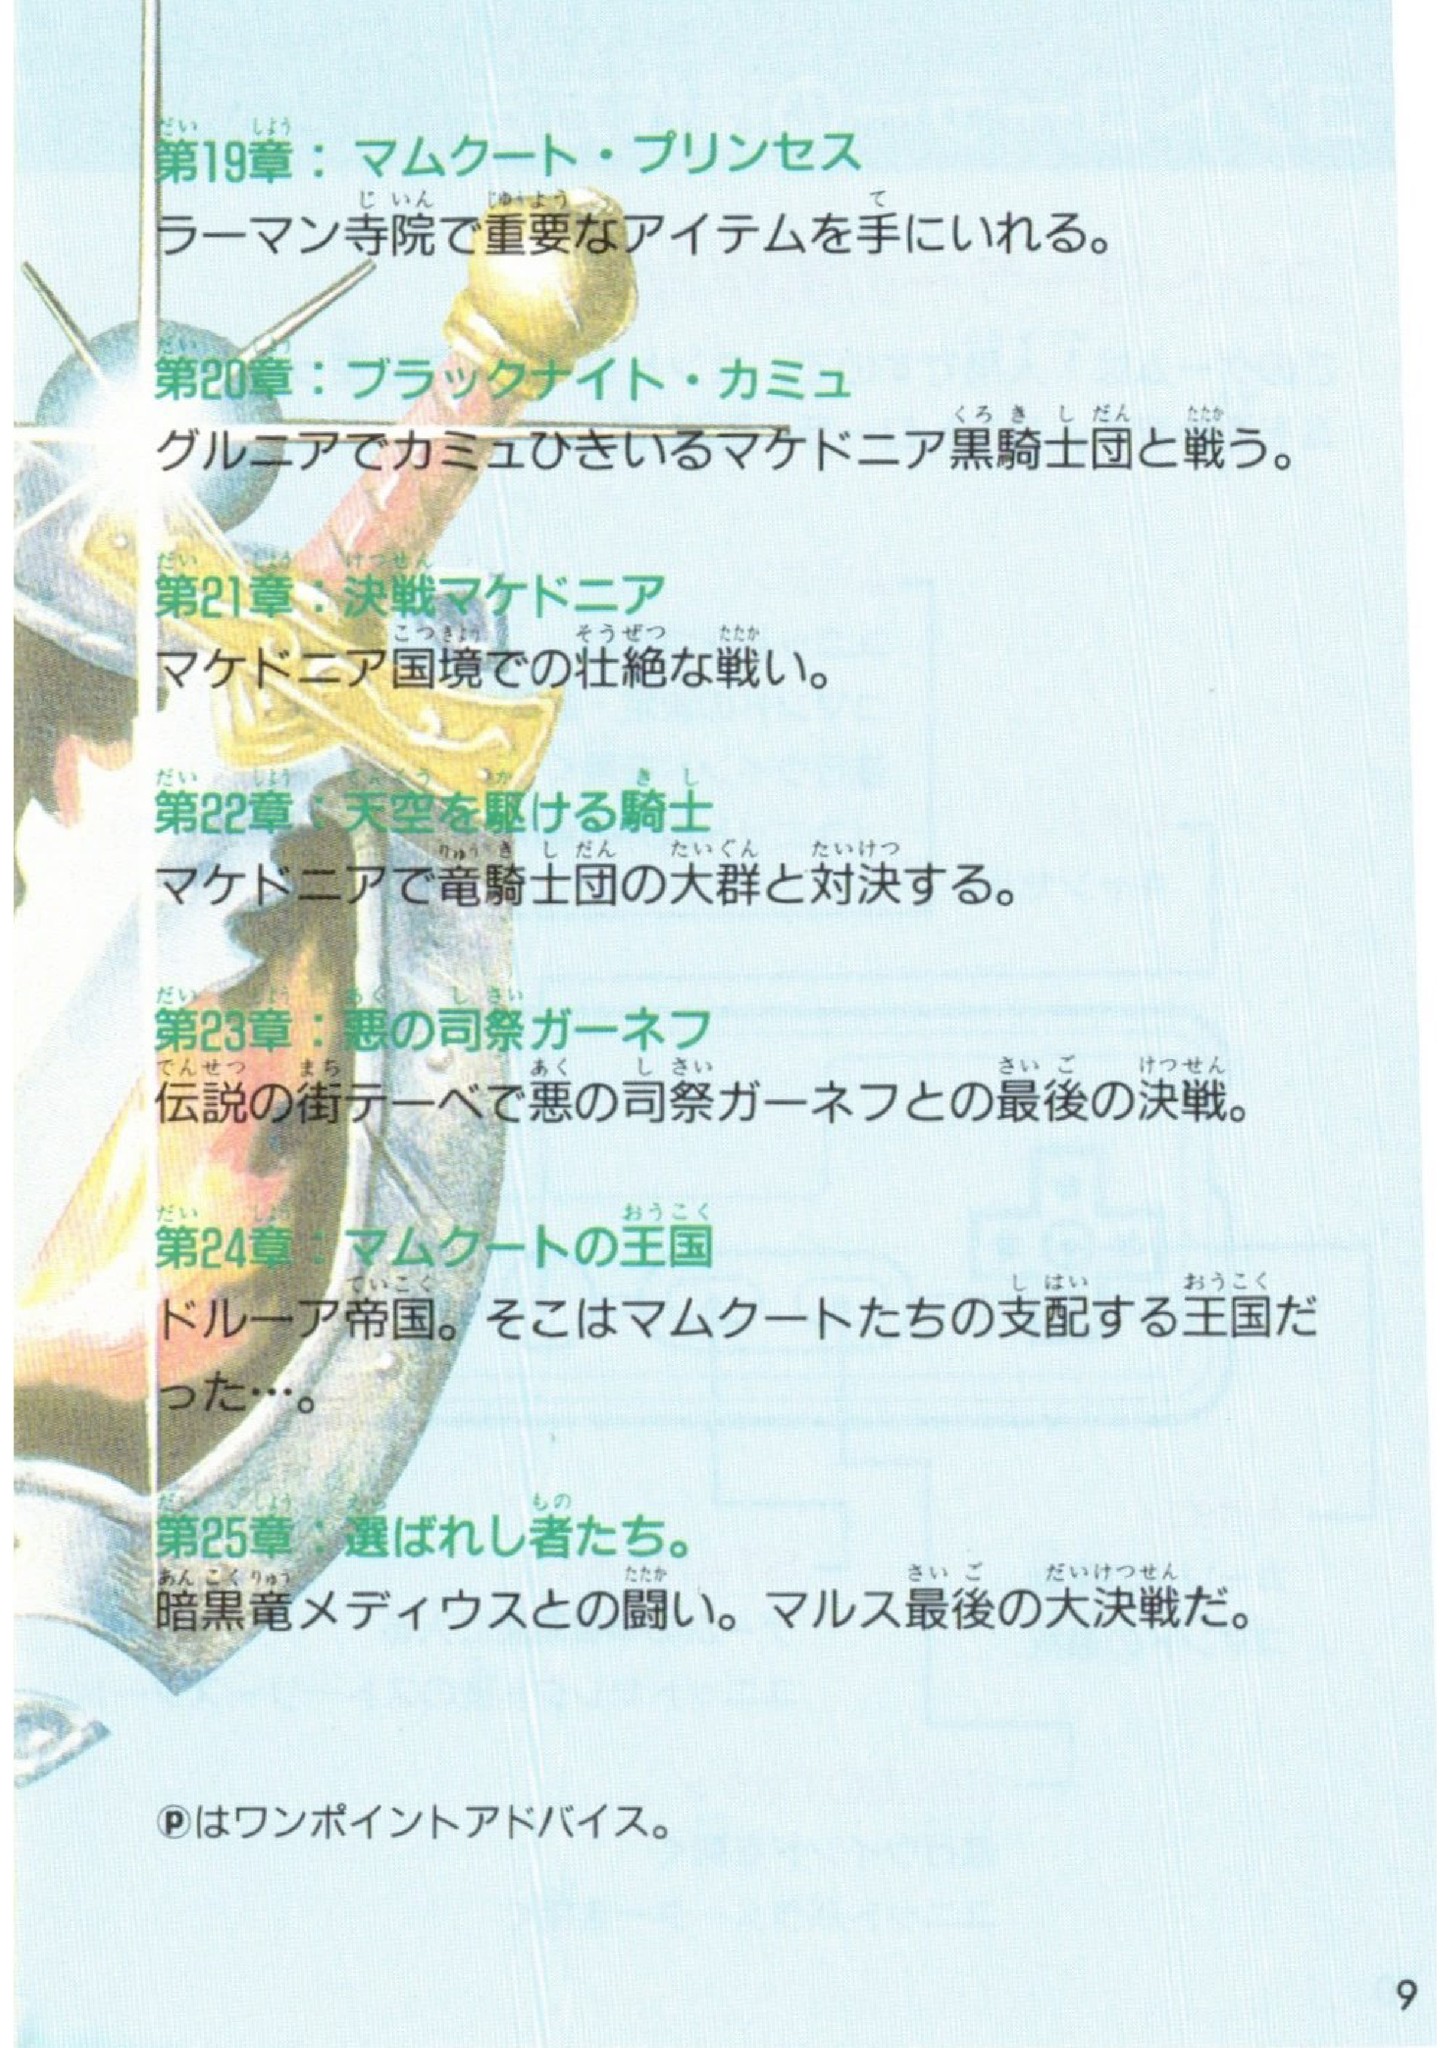 第19章：マムクート・プリンセス
ラーマン寺院で重要なアイテムを手にいれる。
第20章：ブラックナイト・カミュ
グルニアでカミュひきいるマケドニア黒騎士団と戦う。
第21章：決戦マケドニア
マケドニア国境での壮絶な戦い。
第22章：天空を駆ける騎士
マケドニアで竜騎士団の大群と対決する。
第23章：悪の司祭ガーネフ
伝説の街テーベで悪の司祭ガーネフとの最後の決戦。
第24章：マムクートの王国
ドルーア帝国。そこはマムクートたちの支配する王国だ
った…。
第25章：選ばれし者たち。
暗黒竜メディウスとの闘い。マルス最後の大決戦だ。
ⓟはワンポイントアドバイス。
9